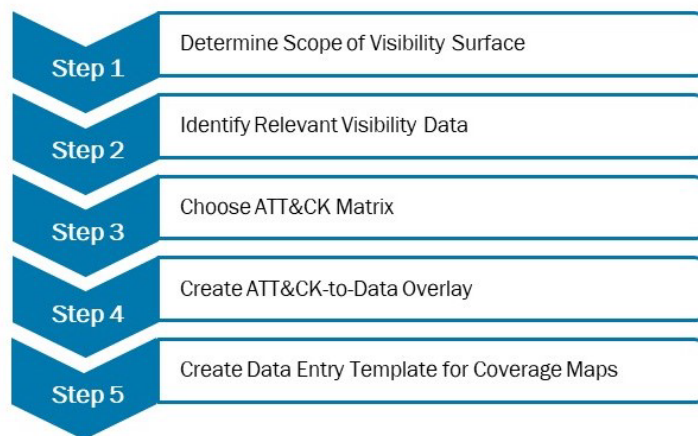 Step 1
Determine Scope of Visibility Surface
Step 2
Identify Relevant Visibility Data
Step 3
Choose ATT&CK Matrix
Step 4
Create ATT&CK-to-Data Overlay
Step 5
Create Data Entry Template for Coverage Maps